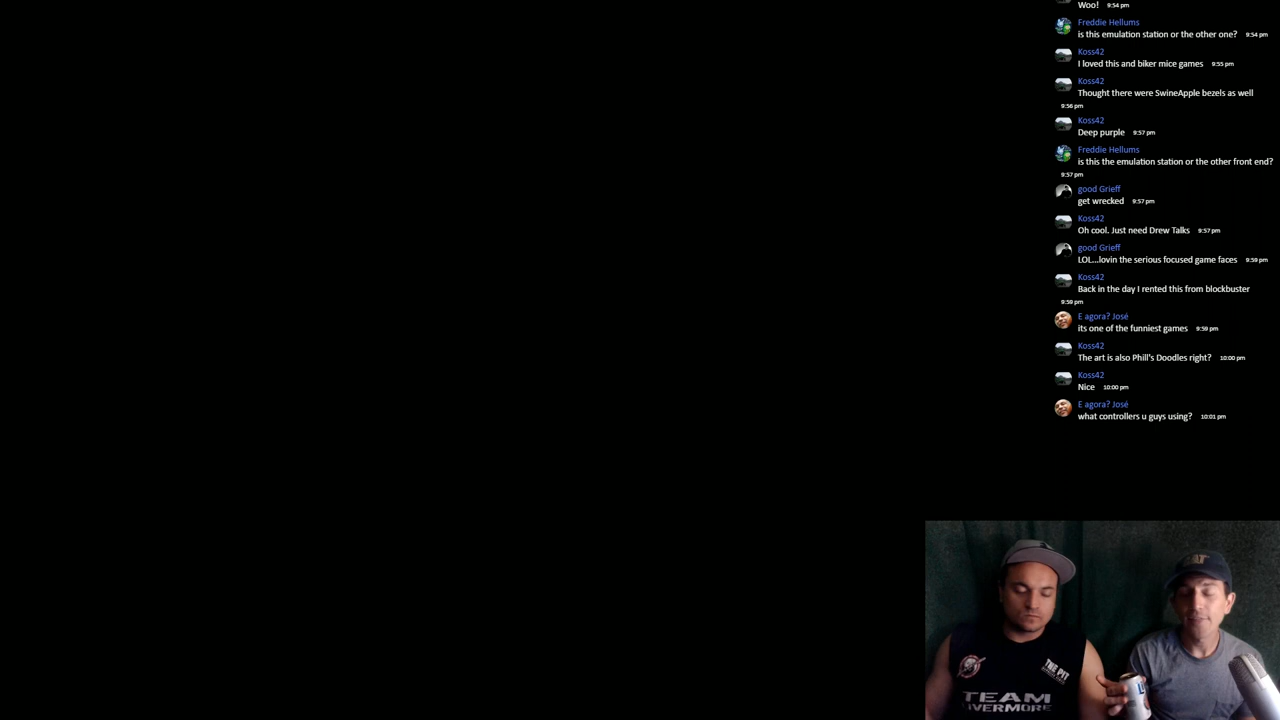 Woo! 9:54 pm
Freddie Hellums
is this emulation station or the other one? 9:54 pm
Koss42
I loved this and biker mice games 9:55 pm
Koss42
Thought there were SwineApple bezels as well
9:56 pm
Koss42
Deep purple 9:57 pm
Freddie Hellums
is this the emulation station or the other front end?
9:57 pm
good Grieff
get wrecked 9:57 pm
Koss42
Oh cool. Just need Drew Talks 9:57 pm
good Grieff
LOL...lovin the serious focused game faces 9:59 pm
Koss42
Back in the day I rented this from blockbuster
9:59 pm
E agora? José
its one of the funniest games 9:59 pm
Koss42
The art is also Phill's Doodles right? 10:00 pm
Koss42
Nice 10:00 pm
E agora? José
what controllers u guys using? 10:01 pm
THE PIT
TEAM
LIVERMORE